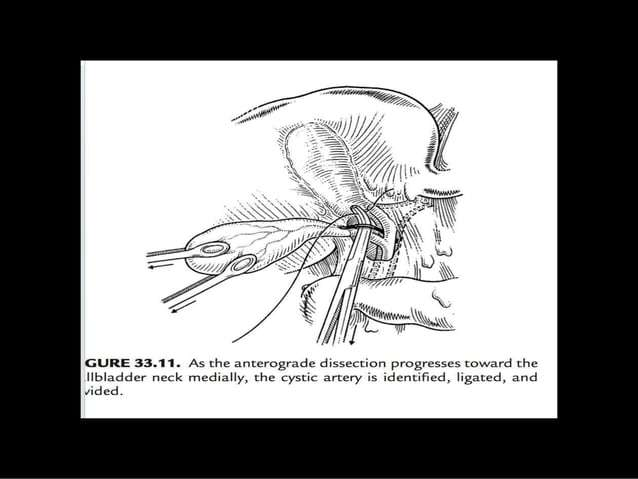 GURE 33.11. As the anterograde dissection progresses toward the
llbladder neck medially, the cystic artery is identified, ligated, and
vided.